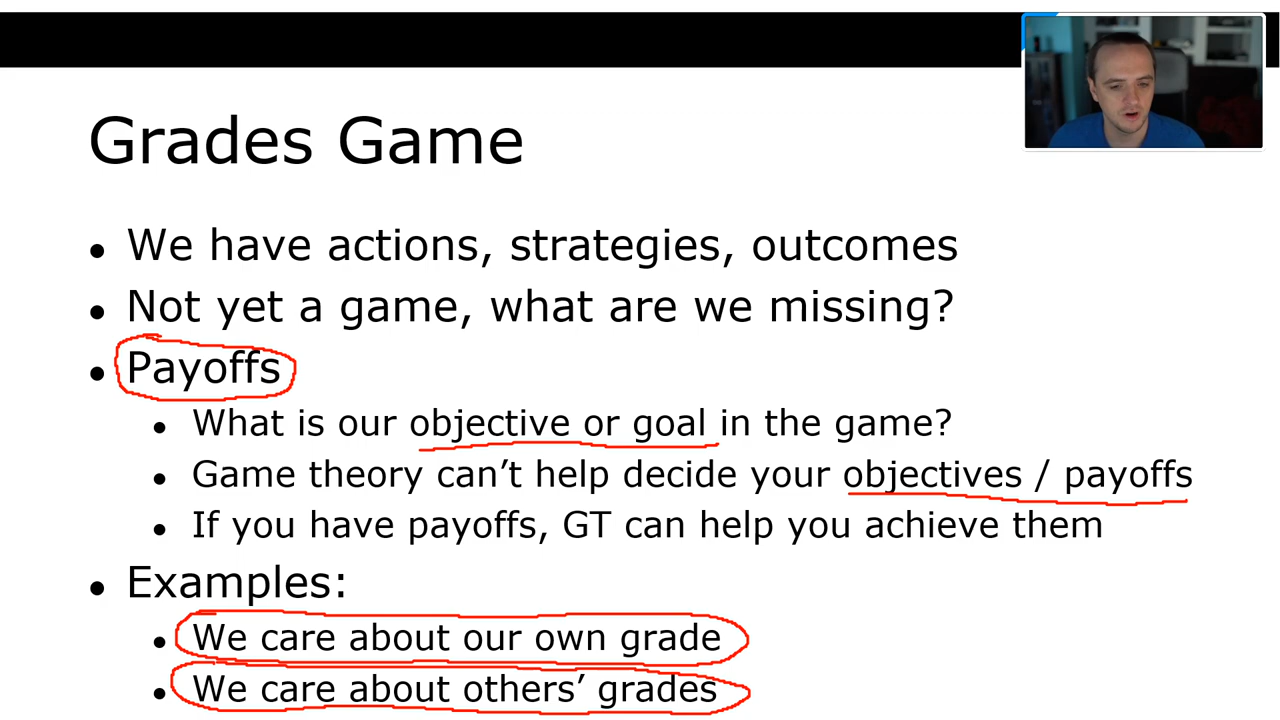 Grades Game
We have actions, strategies, outcomes
Not yet a game, what are we missing?
Payoffs
What is our objective or goal in the game?
Game theory can’t help decide your objectives / payoffs
If you have payoffs, GT can help you achieve them
Examples:
We care about our own grade
We care about others’ grades